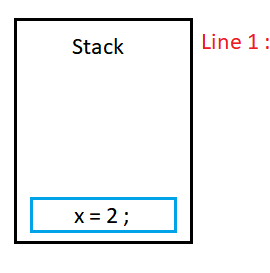 Stack
Line 1 :
x = 2 ;